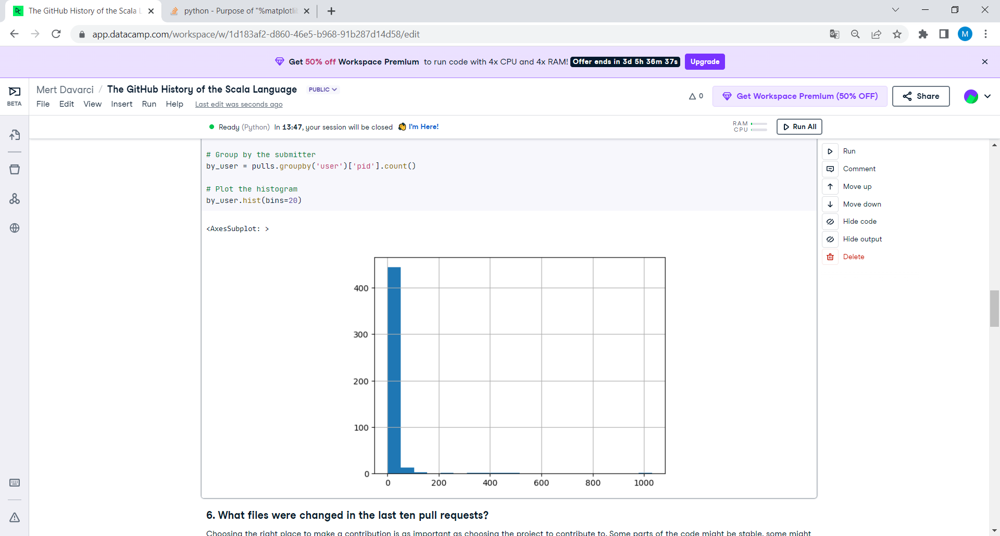 The GitHub History of the Scala L
python - Purpose of "%matplotlib
app.datacamp.com/workspace/w/1d183af2-d860-46e5-b968-91b287d14d58/edit
M
Get 50% off Workspace Premium to run code with 4x CPU and 4x RAM! Offer ends in 3d 5h 36m 37s Upgrade
BETA
Mert Davarci / The GitHub History of the Scala Language PUBLIC
File Edit View Insert Run Help Last edit was seconds ago
0 Get Workspace Premium (50% OFF) Share
Ready (Python) In 13:47, your session will be closed I'm Here!
RAM
CPU
Run All
# Group by the submitter
by_user = pulls.groupby('user')['pid'].count()
# Plot the histogram
by_user.hist(bins=20)
Run
Comment
Move up
Move down
Hide code
Hide output
Delete
<AxesSubplot: >
400
300
200
100
0
0 200 400 600 800 1000
6. What files were changed in the last ten pull requests?
Choosing the right place to make a contribution is as important as choosing the project to contribute to. Some parts of the code might be stable, some might